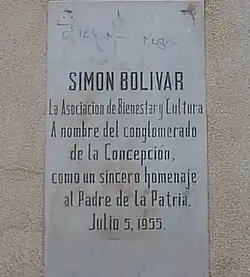 SIMON BOLIVAR
La Asociacion de Bienestar y Cultura
A nombre del conglomerado
de la Concepción,
como un sincero homenaje
al Padre de la Patria.
Julio 5, 1955.